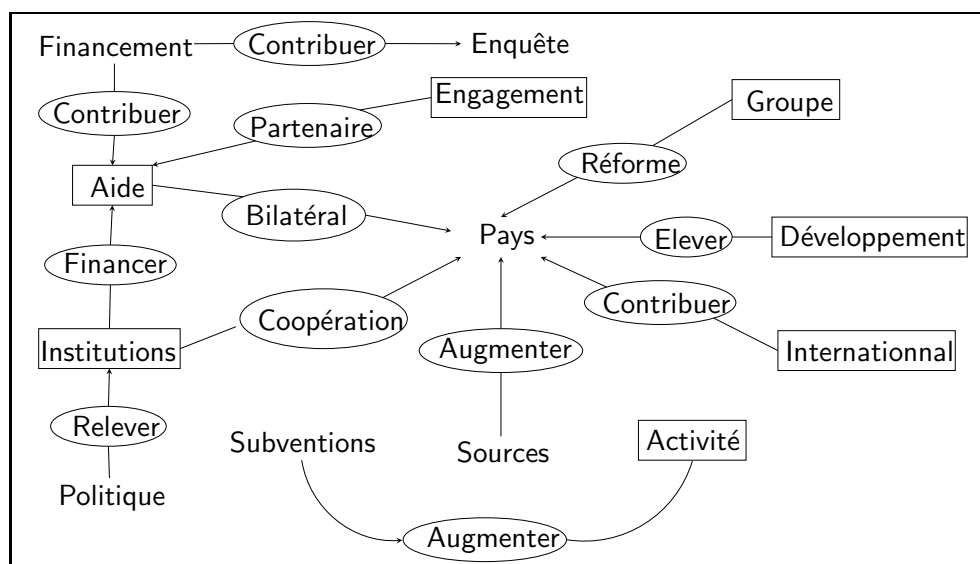 Financement
Contribuer
Enquête
Contribuer
Partenaire
Engagement
Groupe
Réforme
Aide
Bilatéral
Pays
Elever
Développement
Financer
Coopération
Contribuer
Institutions
Augmenter
Internationnal
Relever
Subventions
Sources
Activité
Politique
Augmenter